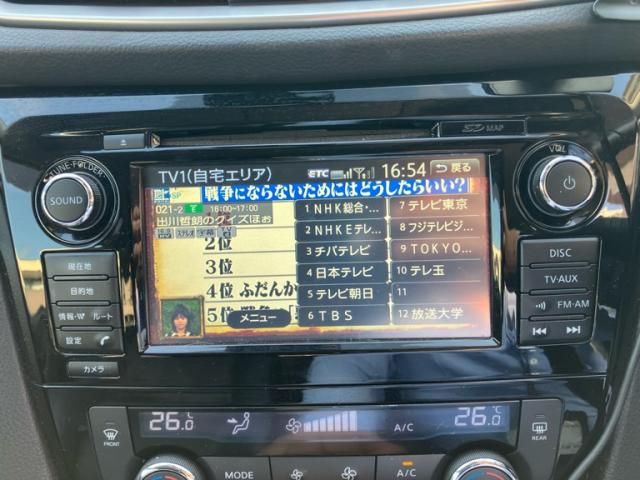 SD MAP
TUNE・FOLDER
SOUND
VOL
TV1(自宅エリア)
ETC
16:54
戻る
SP
戦争にならないためにはどうしたらいい?
021-2
16:00~17:00
出川哲朗のクイズほぉ
ステレオ 字幕
2位
3位
4位 ふだんか
5位
メニュー
1 NHK総合・...
2 NHKEテレ...
3 チバテレビ
4 日本テレビ
5 テレビ朝日
6 TBS
7 テレビ東京
8 フジテレビジ...
9 TOKYO...
10 テレ玉
11
12 放送大学
現在地
目的地
情報・W
ルート
設定
カメラ
DISC
TV・AUX
FM・AM
26.0
A/C
26.0
FRONT
REAR
MODE
A/C